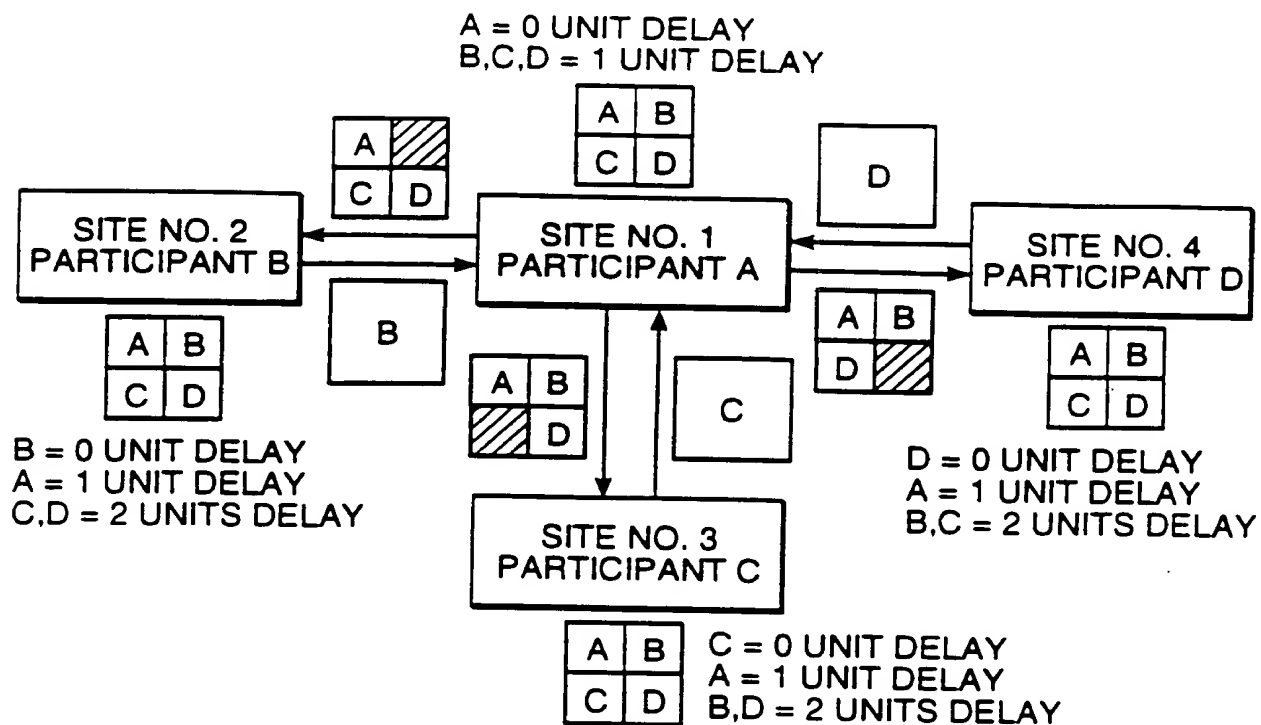 A = 0 UNIT DELAY
B,C,D = 1 UNIT DELAY
A B
C D
A
C D
D
SITE NO. 2
PARTICIPANT B
SITE NO. 1
PARTICIPANT A
SITE NO. 4
PARTICIPANT D
A B
C D
B
A B
D
C
A B
D
A B
C D
B = 0 UNIT DELAY
A = 1 UNIT DELAY
C,D = 2 UNITS DELAY
D = 0 UNIT DELAY
A = 1 UNIT DELAY
B,C = 2 UNITS DELAY
SITE NO. 3
PARTICIPANT C
A B
C D
C = 0 UNIT DELAY
A = 1 UNIT DELAY
B,D = 2 UNITS DELAY